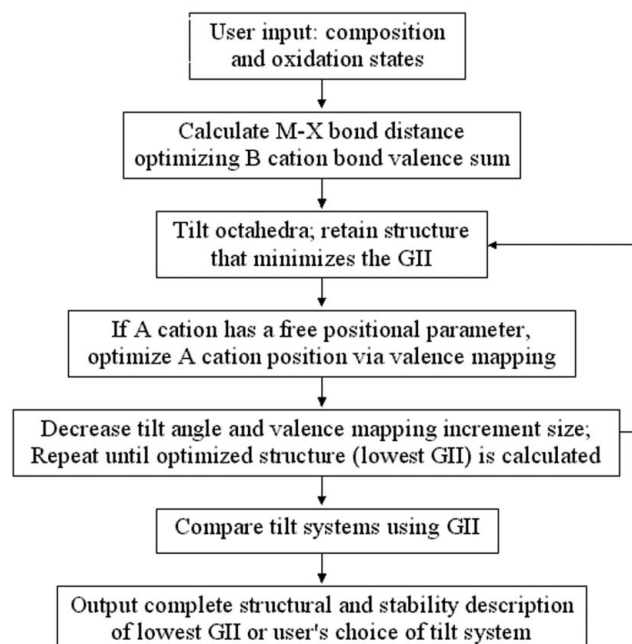 User input: composition
and oxidation states
Calculate M-X bond distance
optimizing B cation bond valence sum
Tilt octahedra; retain structure
that minimizes the GII
If A cation has a free positional parameter,
optimize A cation position via valence mapping
Decrease tilt angle and valence mapping increment size;
Repeat until optimized structure (lowest GII) is calculated
Compare tilt systems using GII
Output complete structural and stability description
of lowest GII or user's choice of tilt system